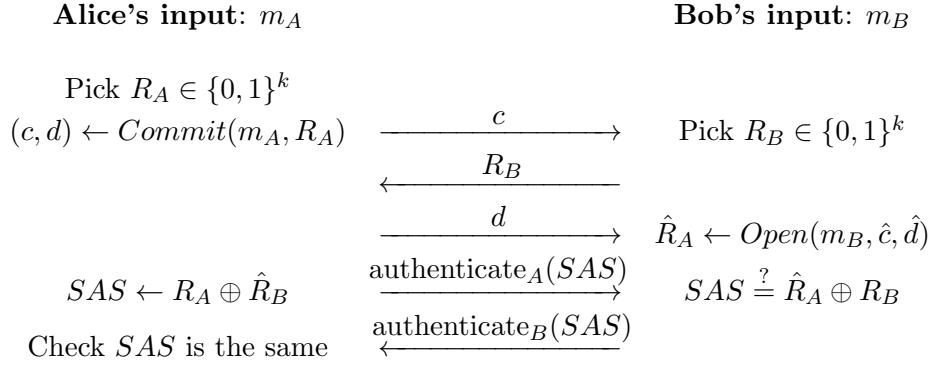 Alice's input: m_A Bob's input: m_B
Pick R_A ∈ {0, 1}^k
(c, d) ← Commit(m_A, R_A) c Pick R_B ∈ {0, 1}^k
R_B
d R̂_A ← Open(m_B, ĉ, d̂)
SAS ← R_A ⊕ R̂_B authenticate_A(SAS) SAS ≟ R̂_A ⊕ R_B
Check SAS is the same authenticate_B(SAS)